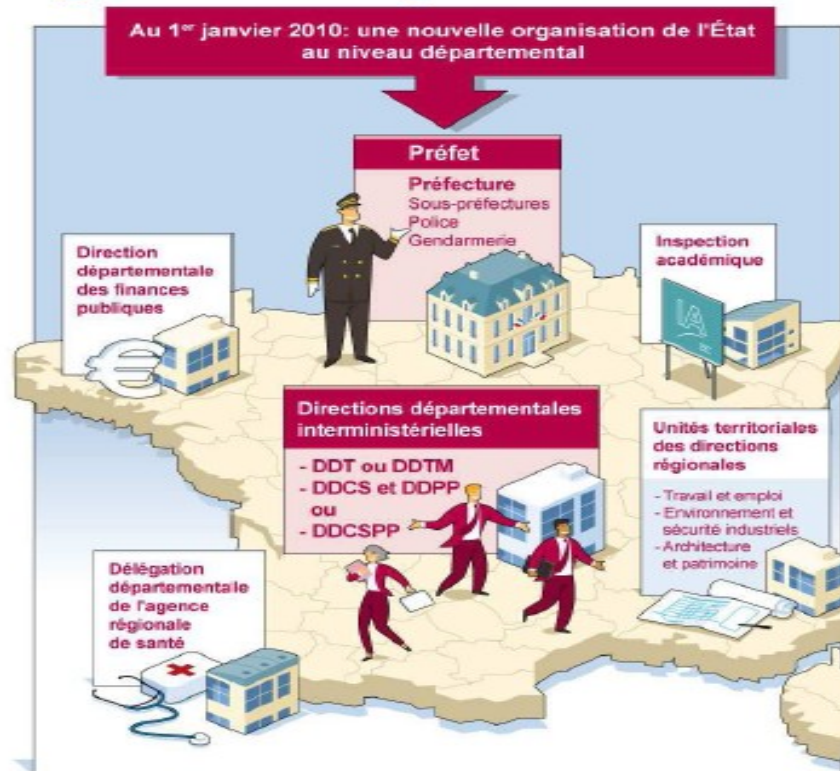 Au 1er janvier 2010: une nouvelle organisation de l'État
au niveau départemental
Préfet
Préfecture
Sous-préfectures
Police
Gendarmerie
Direction
départementale
des finances
publiques
Inspection
académique
IA
Directions départementales
interministérielles
- DDT ou DDTM
- DDCS et DDPP
ou
- DDCSPP
Unités territoriales
des directions
régionales
- Travail et emploi
- Environnement et
sécurité industriels
- Architecture
et patrimoine
Délégation
départementale
de l'agence
régionale
de santé